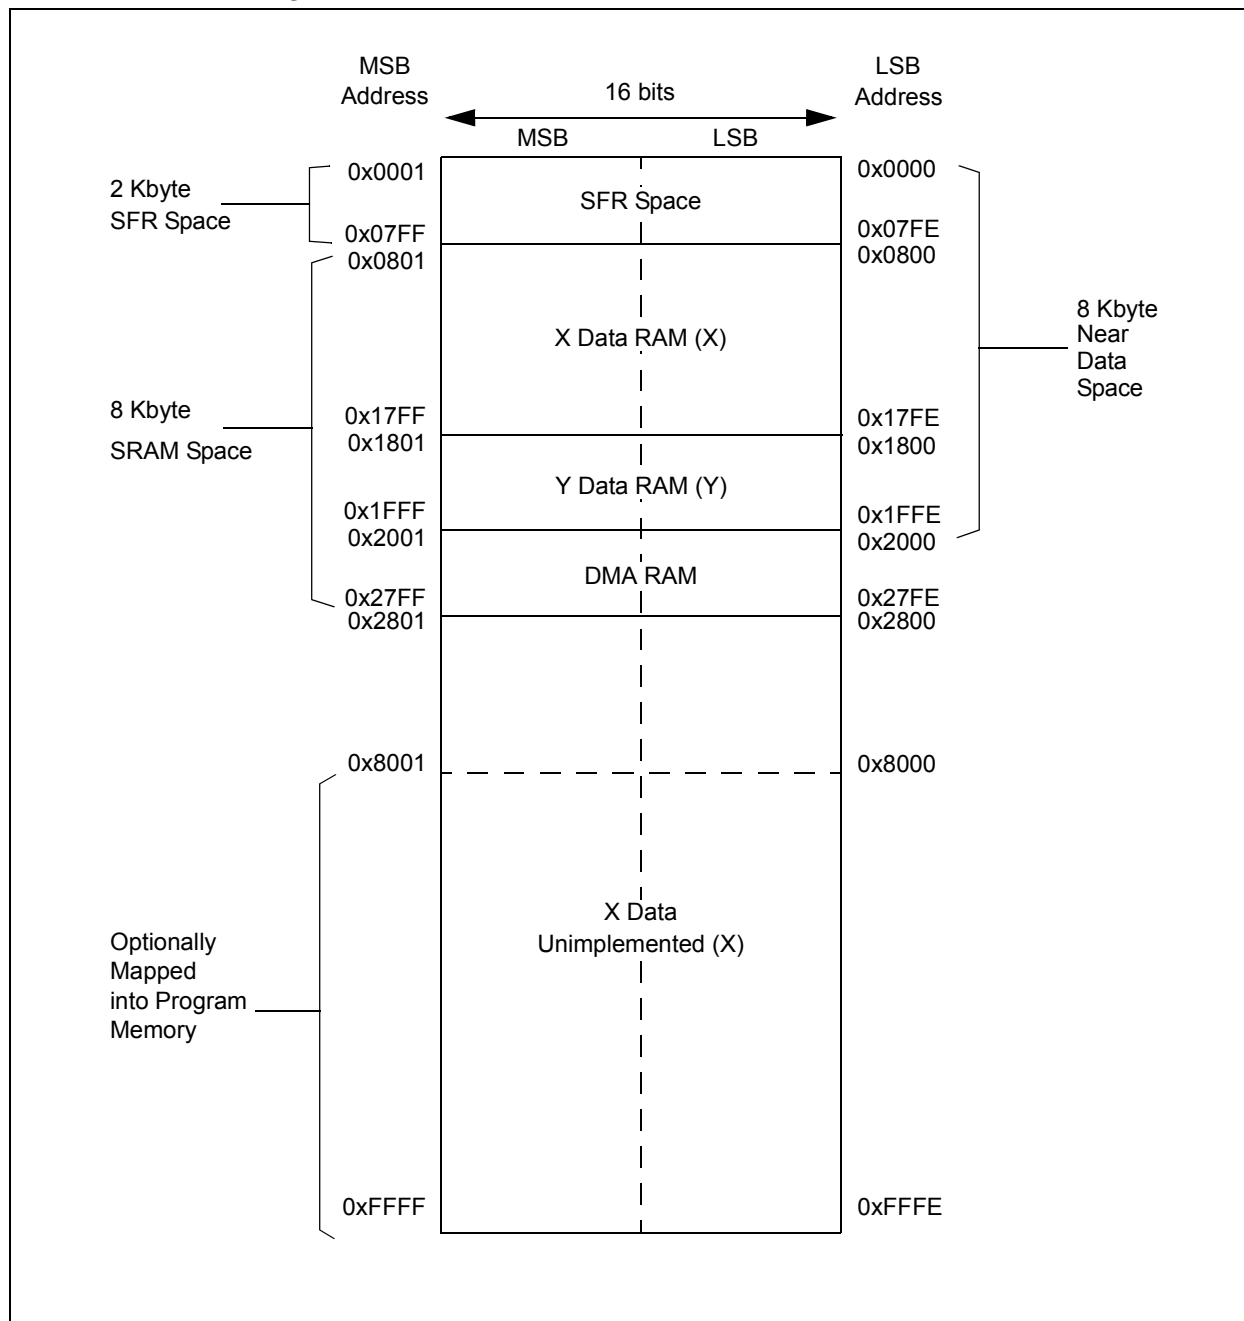 MSB
Address
16 bits
LSB
Address
MSB
LSB
0x0001
0x0000
2 Kbyte
SFR Space
SFR Space
0x07FF
0x07FE
0x0801
0x0800
X Data RAM (X)
8 Kbyte
Near
Data
Space
8 Kbyte
SRAM Space
0x17FF
0x17FE
0x1801
0x1800
Y Data RAM (Y)
0x1FFF
0x1FFE
0x2001
0x2000
DMA RAM
0x27FF
0x27FE
0x2801
0x2800
0x8001
0x8000
X Data
Unimplemented (X)
Optionally
Mapped
into Program
Memory
0xFFFF
0xFFFE